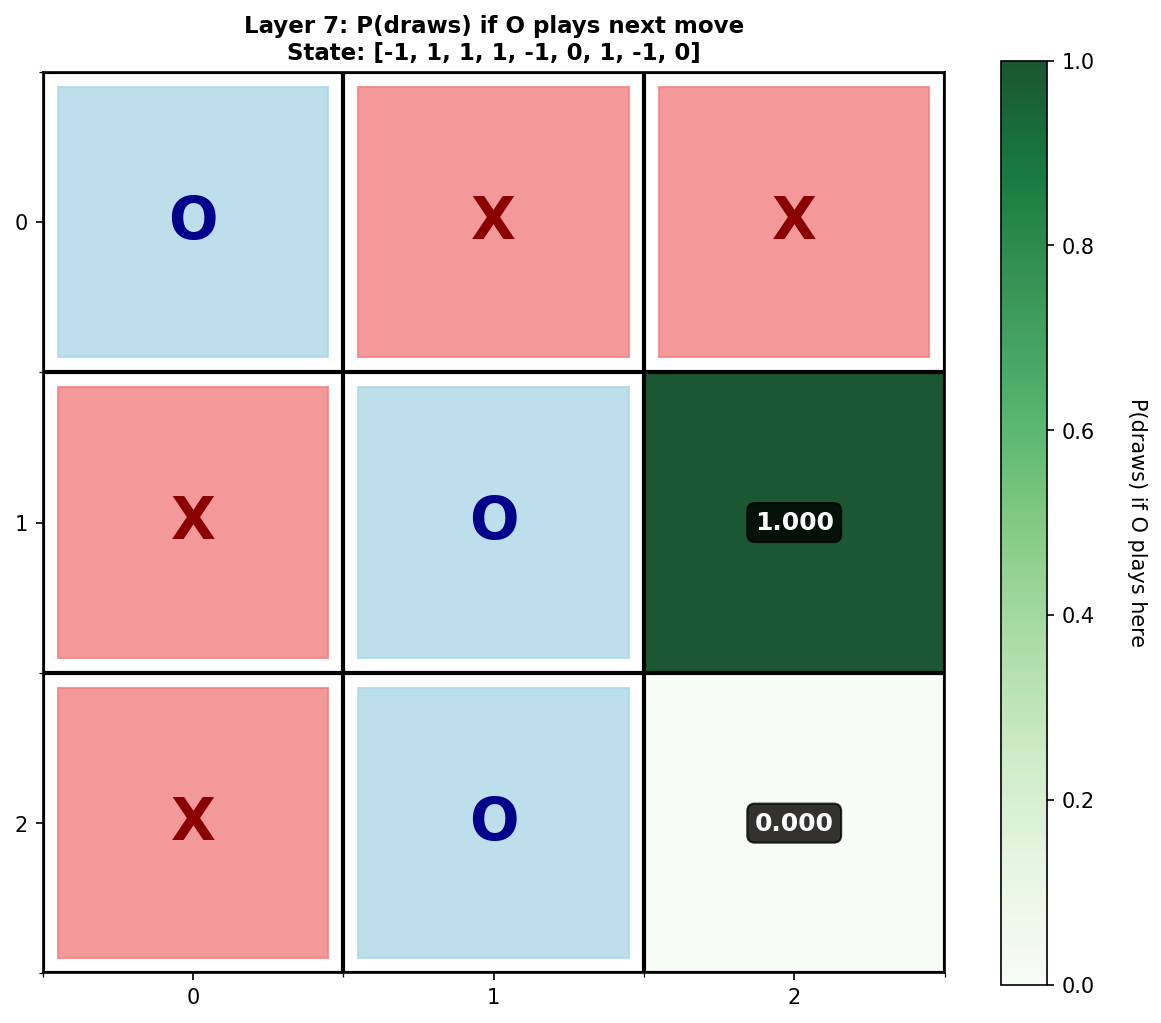 Layer 7: P(draws) if O plays next move
State: [-1, 1, 1, 1, -1, 0, 1, -1, 0]
O X X
X O 1.000
X O 0.000
0
1
2
0 1 2
1.0
0.8
0.6
0.4
0.2
0.0
P(draws) if O plays here